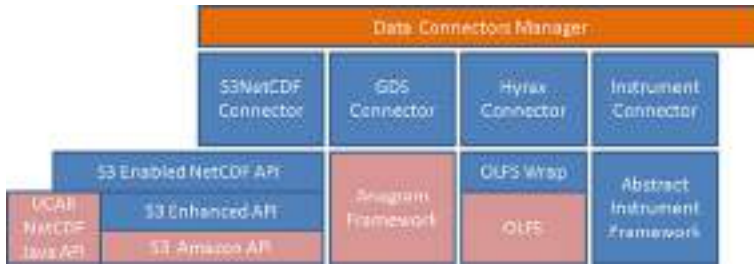 Data Connectors Manager
S3NetCDF
Connector
GDS
Connector
Hyrax
Connector
Instrument
Connector
S3 Enabled NetCDF API
UCAR
NetCDF
Java API
S3 Enhanced API
S3 Amazon API
Anagram
Framework
OLFS Wrap
OLFS
Abstract
Instrument
Framework